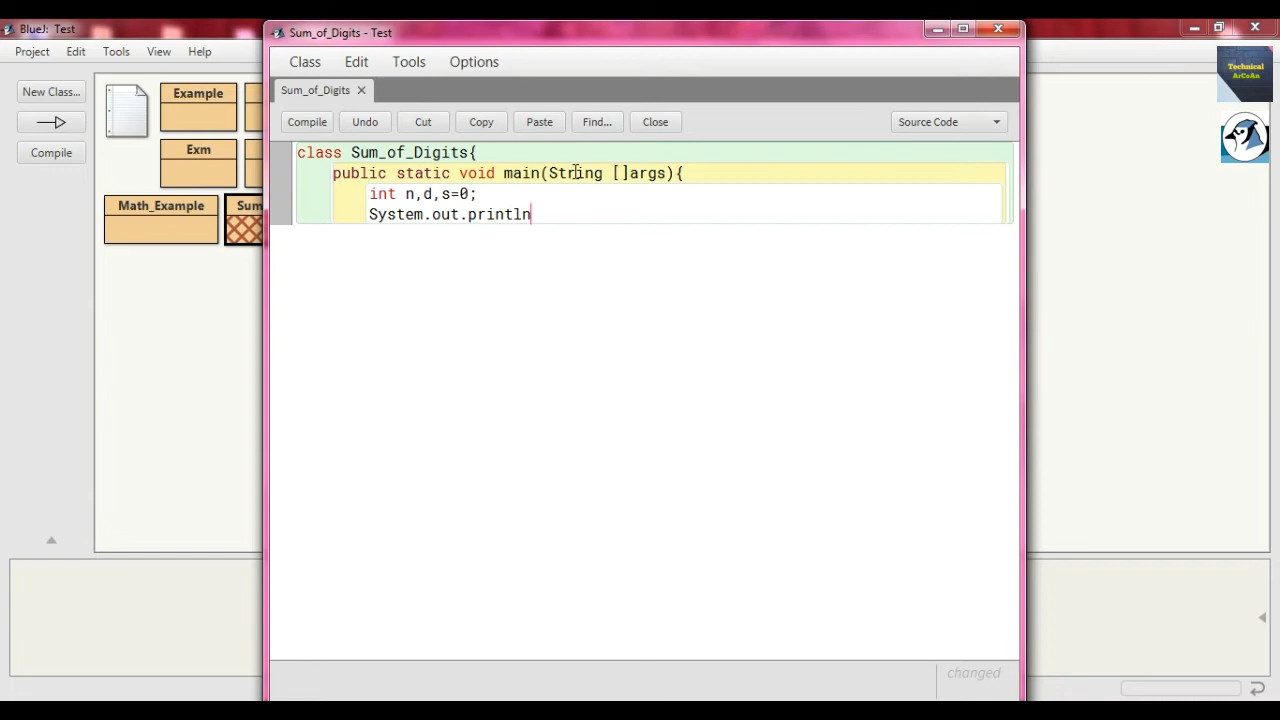 BlueJ: Test
Project Edit Tools View Help
New Class...
Compile
Example
Exm
Math_Example
Sum
Sum_of_Digits - Test
Class Edit Tools Options
Sum_of_Digits
Compile Undo Cut Copy Paste Find... Close Source Code
class Sum_of_Digits{
public static void main(String []args){
int n,d,s=0;
System.out.println
changed
Technical
ArCoAn